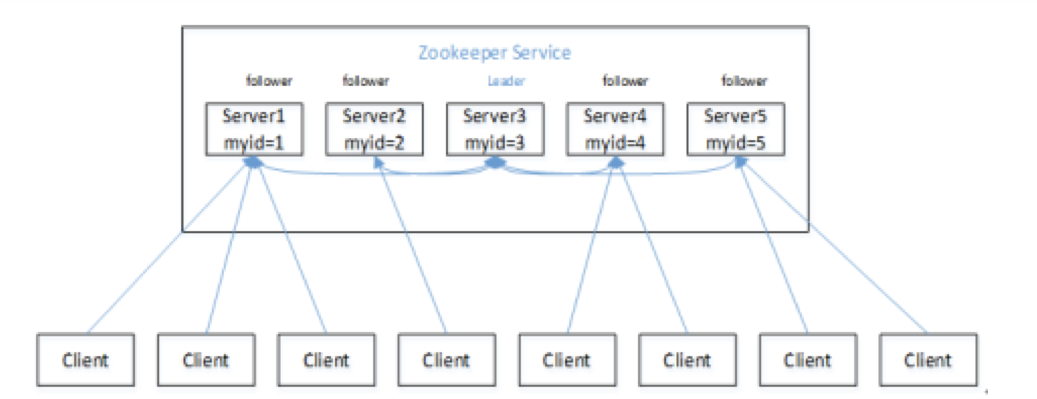 Zookeeper Service
follower follower Leader follower follower
Server1 Server2 Server3 Server4 Server5
myid=1 myid=2 myid=3 myid=4 myid=5
Client Client Client Client Client Client Client Client